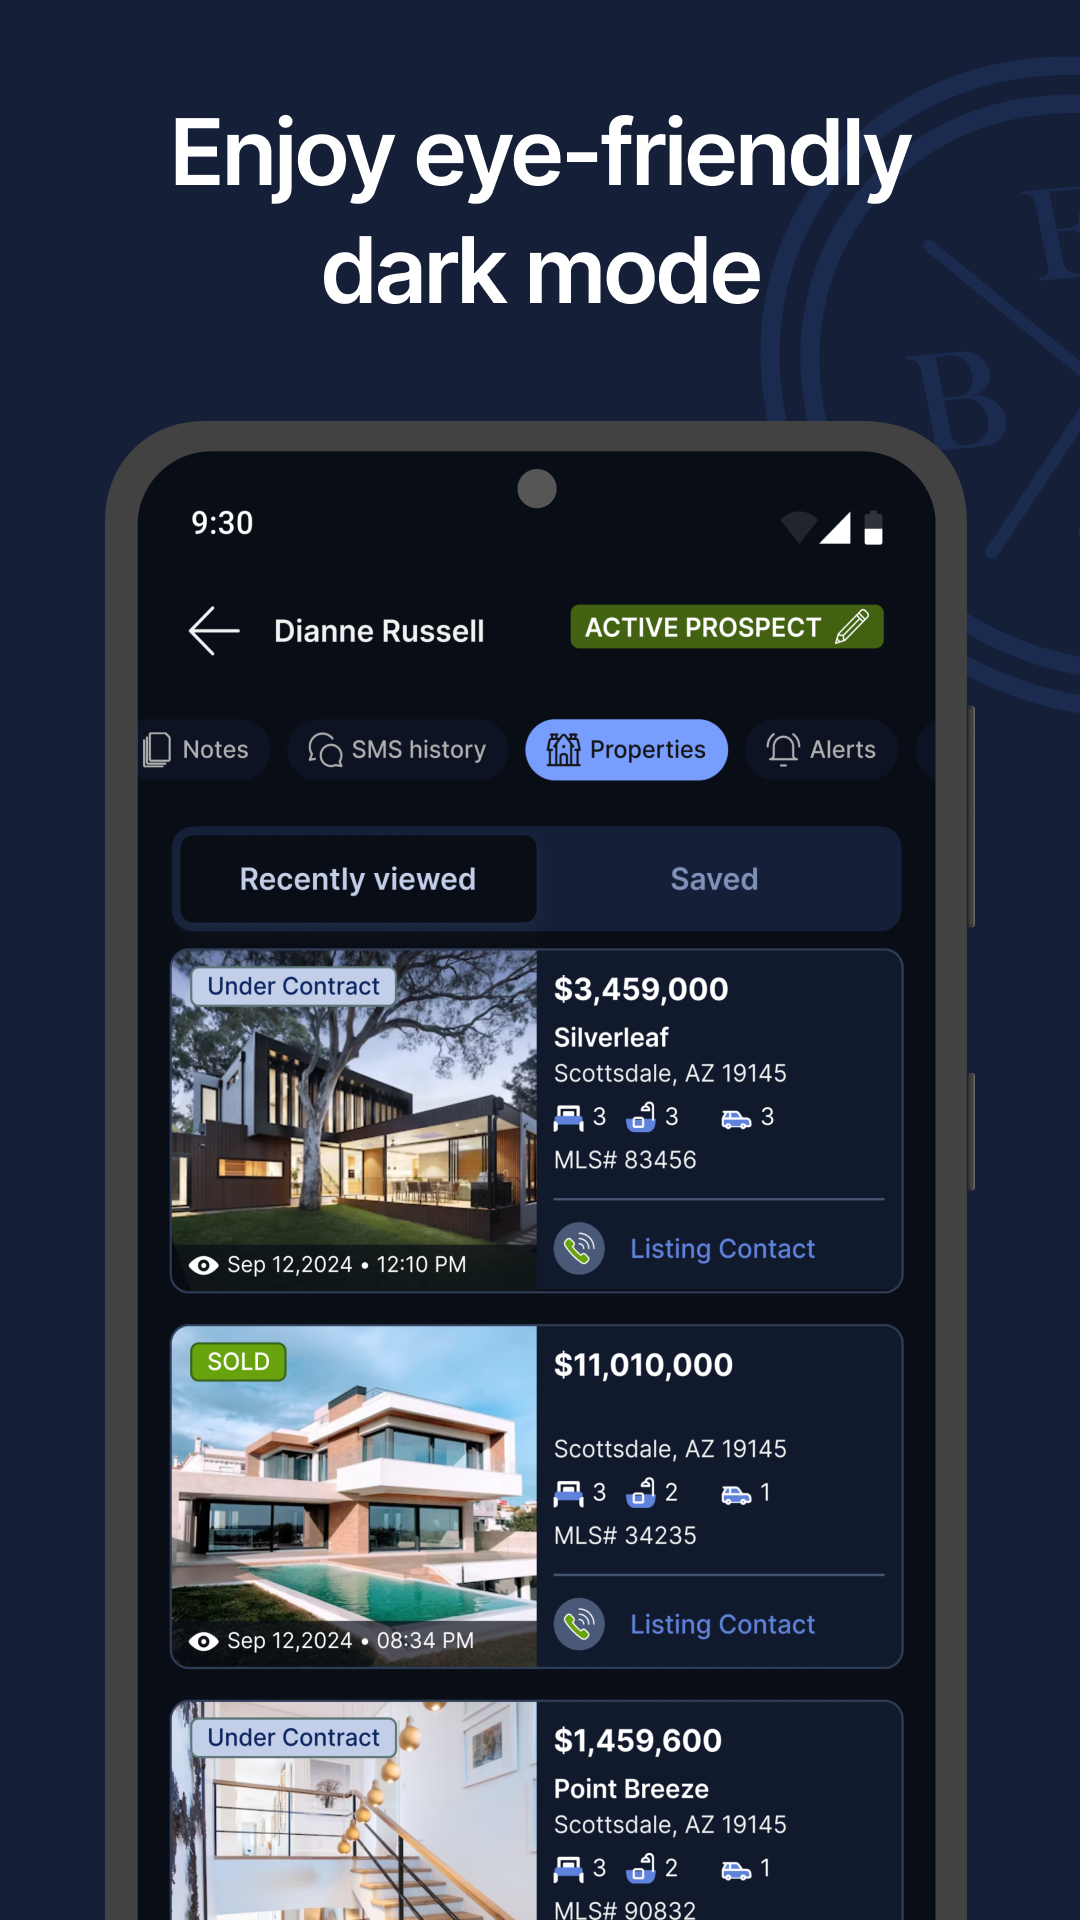 Enjoy eye-friendly
dark mode
E
B
9:30
Dianne Russell
ACTIVE PROSPECT
Notes
SMS history
Properties
Alerts
Recently viewed
Saved
Under Contract
$3,459,000
Silverleaf
Scottsdale, AZ 19145
3 3 3
MLS# 83456
Listing Contact
Sep 12,2024 • 12:10 PM
SOLD
$11,010,000
Scottsdale, AZ 19145
3 2 1
MLS# 34235
Listing Contact
Sep 12,2024 • 08:34 PM
Under Contract
$1,459,600
Point Breeze
Scottsdale, AZ 19145
3 2 1
MLS# 90832